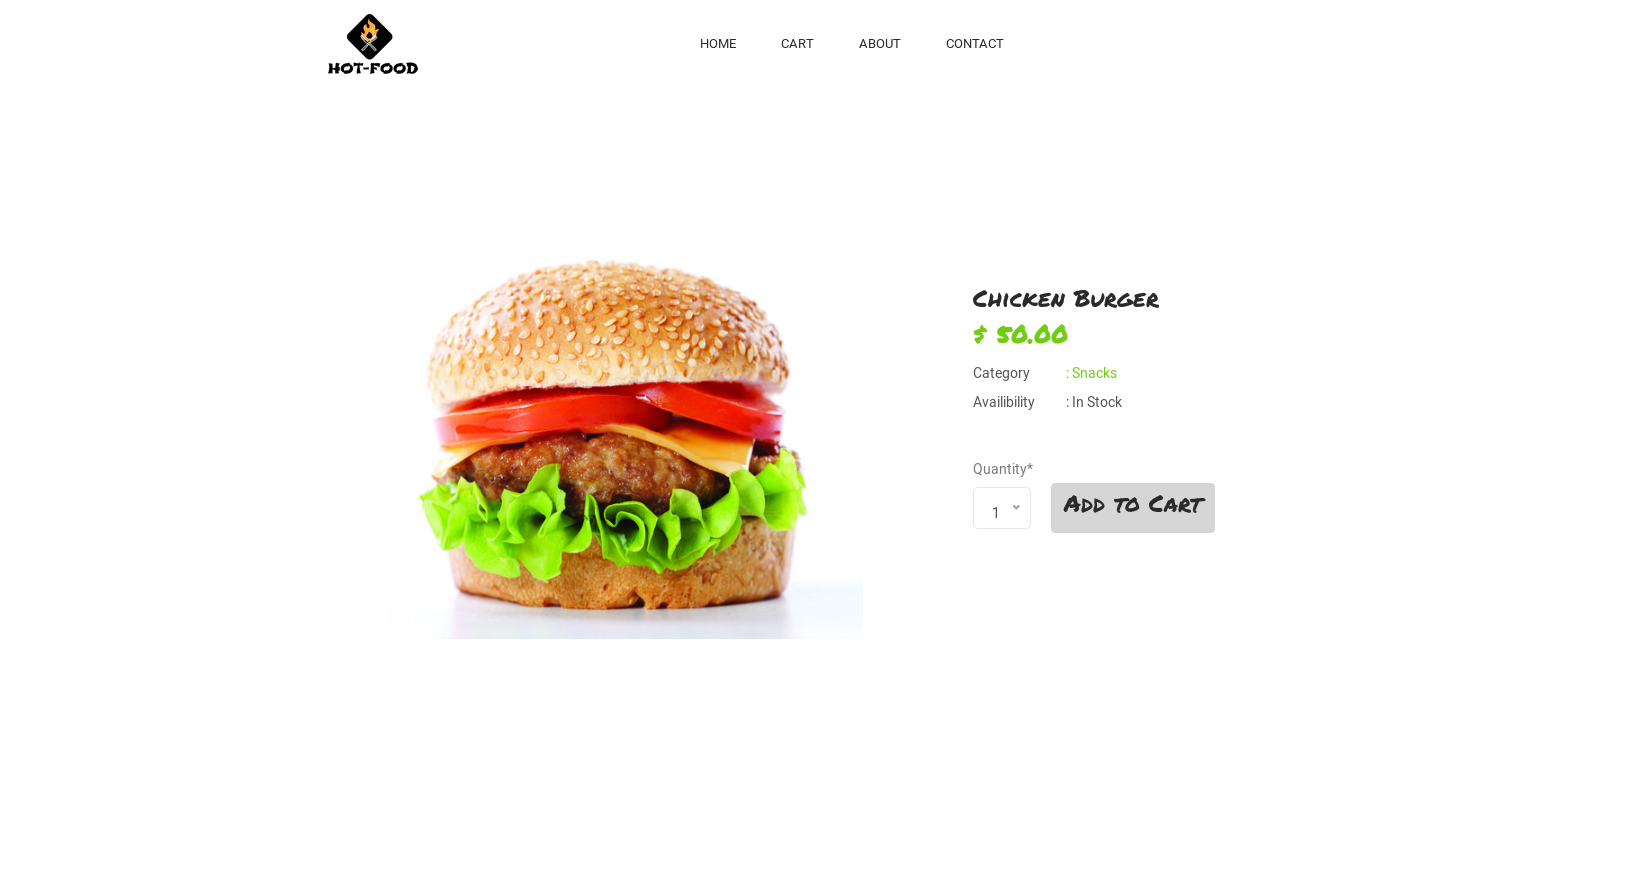 HOT-FOOD
HOME CART ABOUT CONTACT
Chicken Burger
$ 50.00
Category : Snacks
Availibility : In Stock
Quantity*
1
Add to Cart